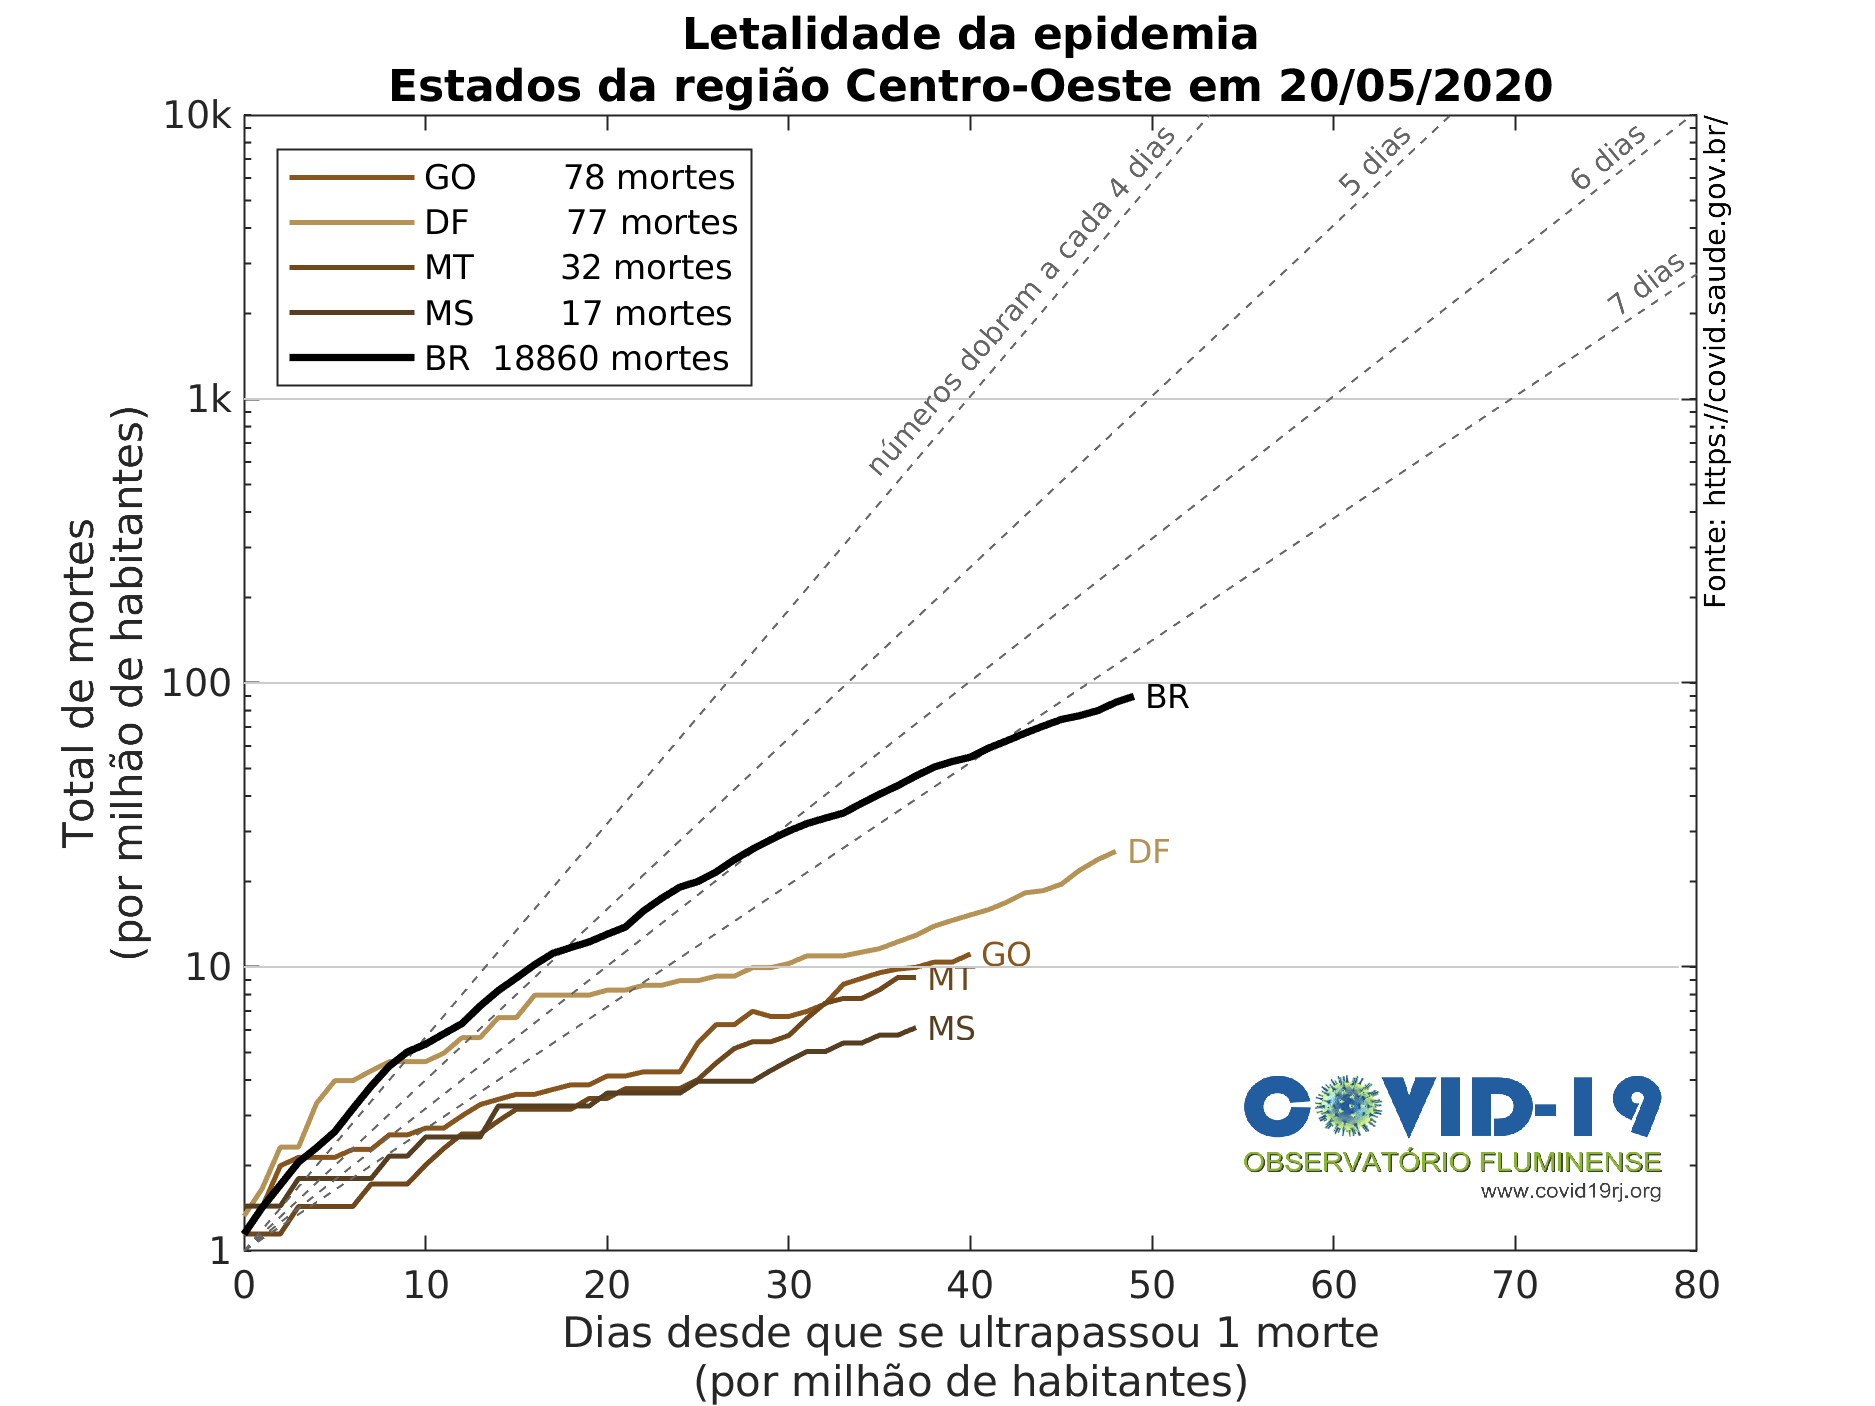 Letalidade da epidemia
Estados da região Centro-Oeste em 20/05/2020
GO 78 mortes
DF 77 mortes
MT 32 mortes
MS 17 mortes
BR 18860 mortes
números dobram a cada 4 dias
5 dias
6 dias
7 dias
Fonte: https://covid.saude.gov.br/
Total de mortes
(por milhão de habitantes)
10k
1k
100
10
1
BR
DF
GO
MT
MS
COVID-19
OBSERVATÓRIO FLUMINENSE
www.covid19rj.org
0 10 20 30 40 50 60 70 80
Dias desde que se ultrapassou 1 morte
(por milhão de habitantes)